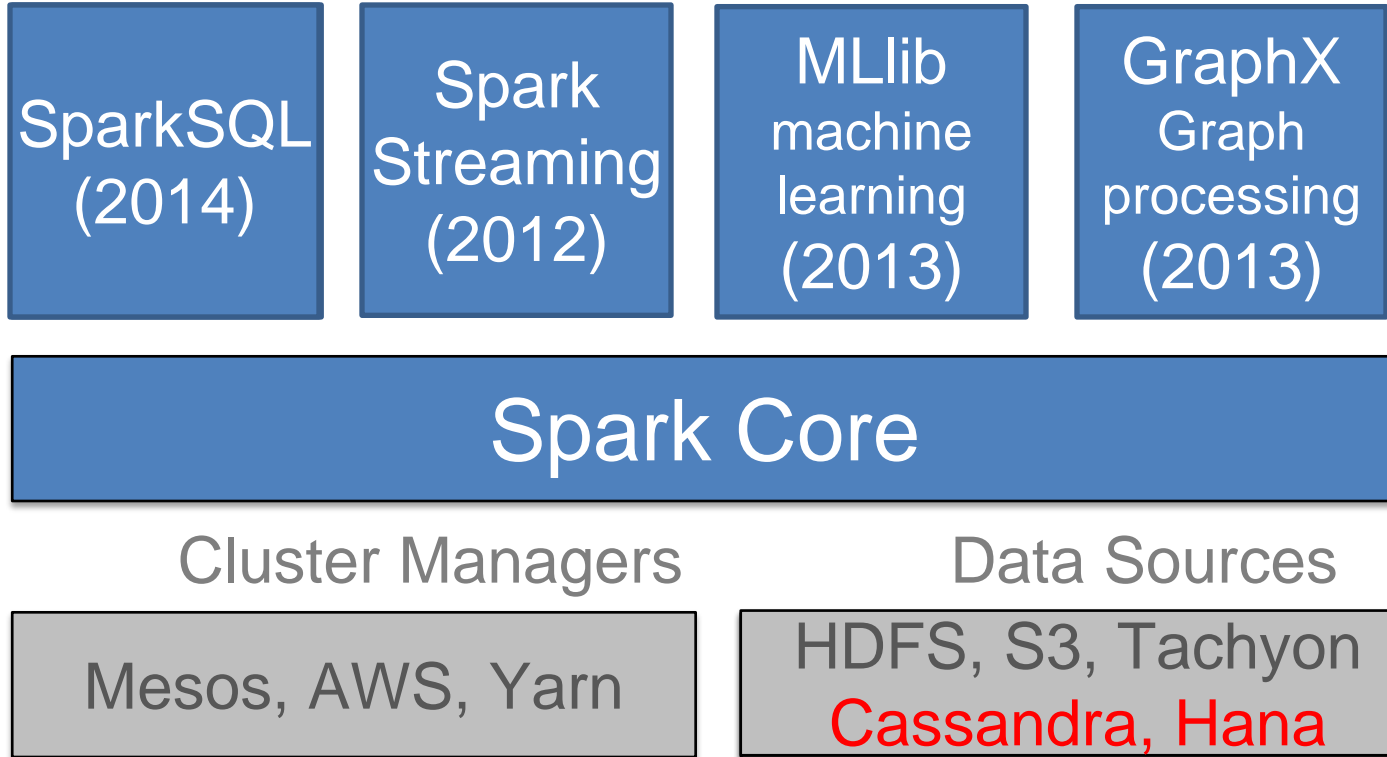 SparkSQL
(2014)
Spark
Streaming
(2012)
MLlib
machine
learning
(2013)
GraphX
Graph
processing
(2013)
Spark Core
Cluster Managers
Data Sources
Mesos, AWS, Yarn
HDFS, S3, Tachyon
Cassandra, Hana